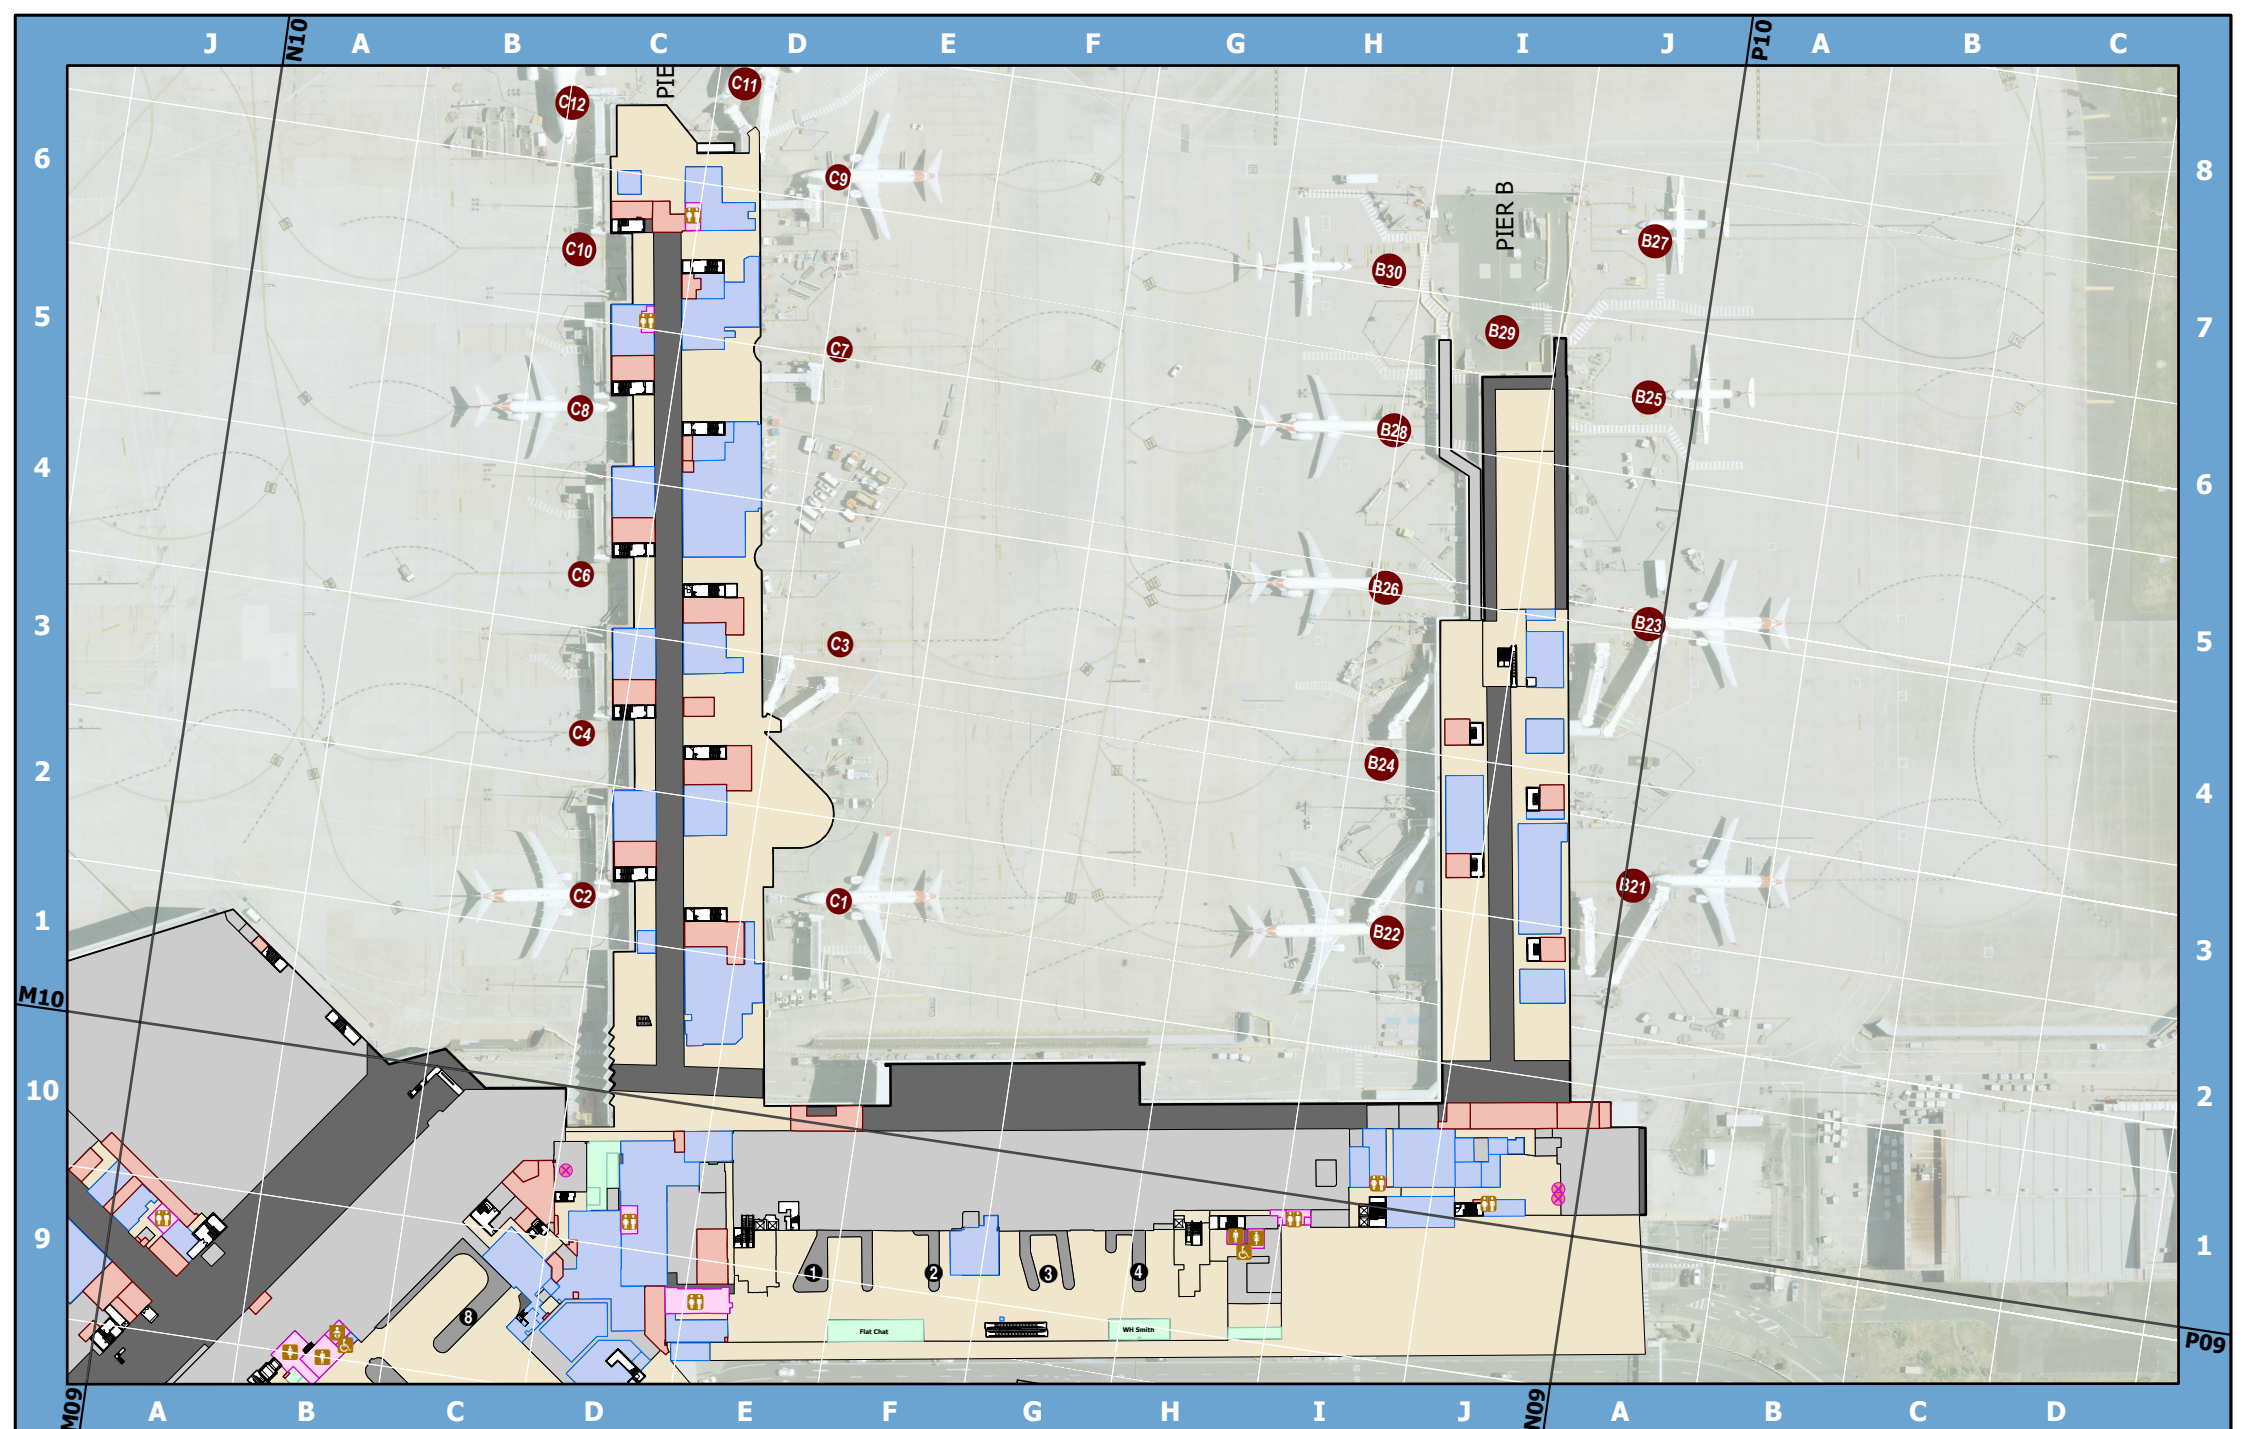 J N10 A B C D E F G H I J P10 A B C
PIE
C11
C12
6
8
C9
PIER B
C10
B27
B30
5
7
B29
C7
B25
C8
B28
4
6
C6
B26
3
B23
5
C3
C4
2
B24
4
B21
C2
C1
1
B22
3
M10
10
2
9
1
1
2
3
4
8
Flat Chat
WH Smith
P09
M09 A B C D E F G H I J N09 A B C D